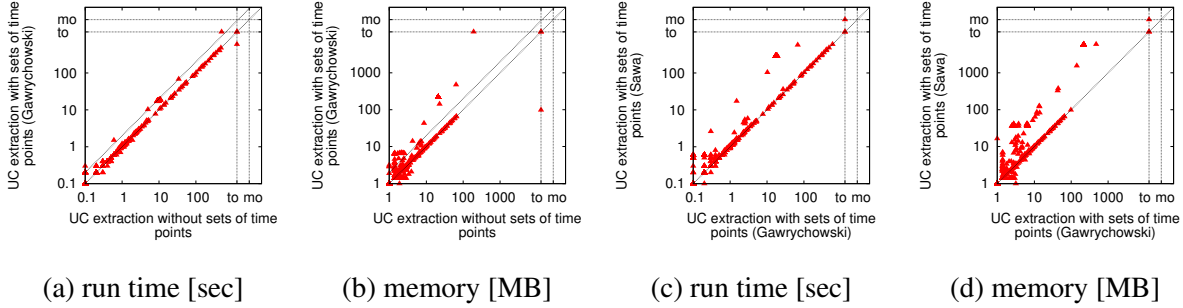 UC extraction with sets of time
points (Gawrychowski)
mo
to
100
10
1
0.1
0.1 1 10 100 to mo
UC extraction without sets of time
points
(a) run time [sec]
UC extraction with sets of time
points (Gawrychowski)
mo
to
1000
100
10
1
1 10 100 1000 to mo
UC extraction without sets of time
points
(b) memory [MB]
UC extraction with sets of time
points (Sawa)
mo
to
100
10
1
0.1
0.1 1 10 100 to mo
UC extraction with sets of time
points (Gawrychowski)
(c) run time [sec]
UC extraction with sets of time
points (Sawa)
mo
to
1000
100
10
1
1 10 100 1000 to mo
UC extraction with sets of time
points (Gawrychowski)
(d) memory [MB]